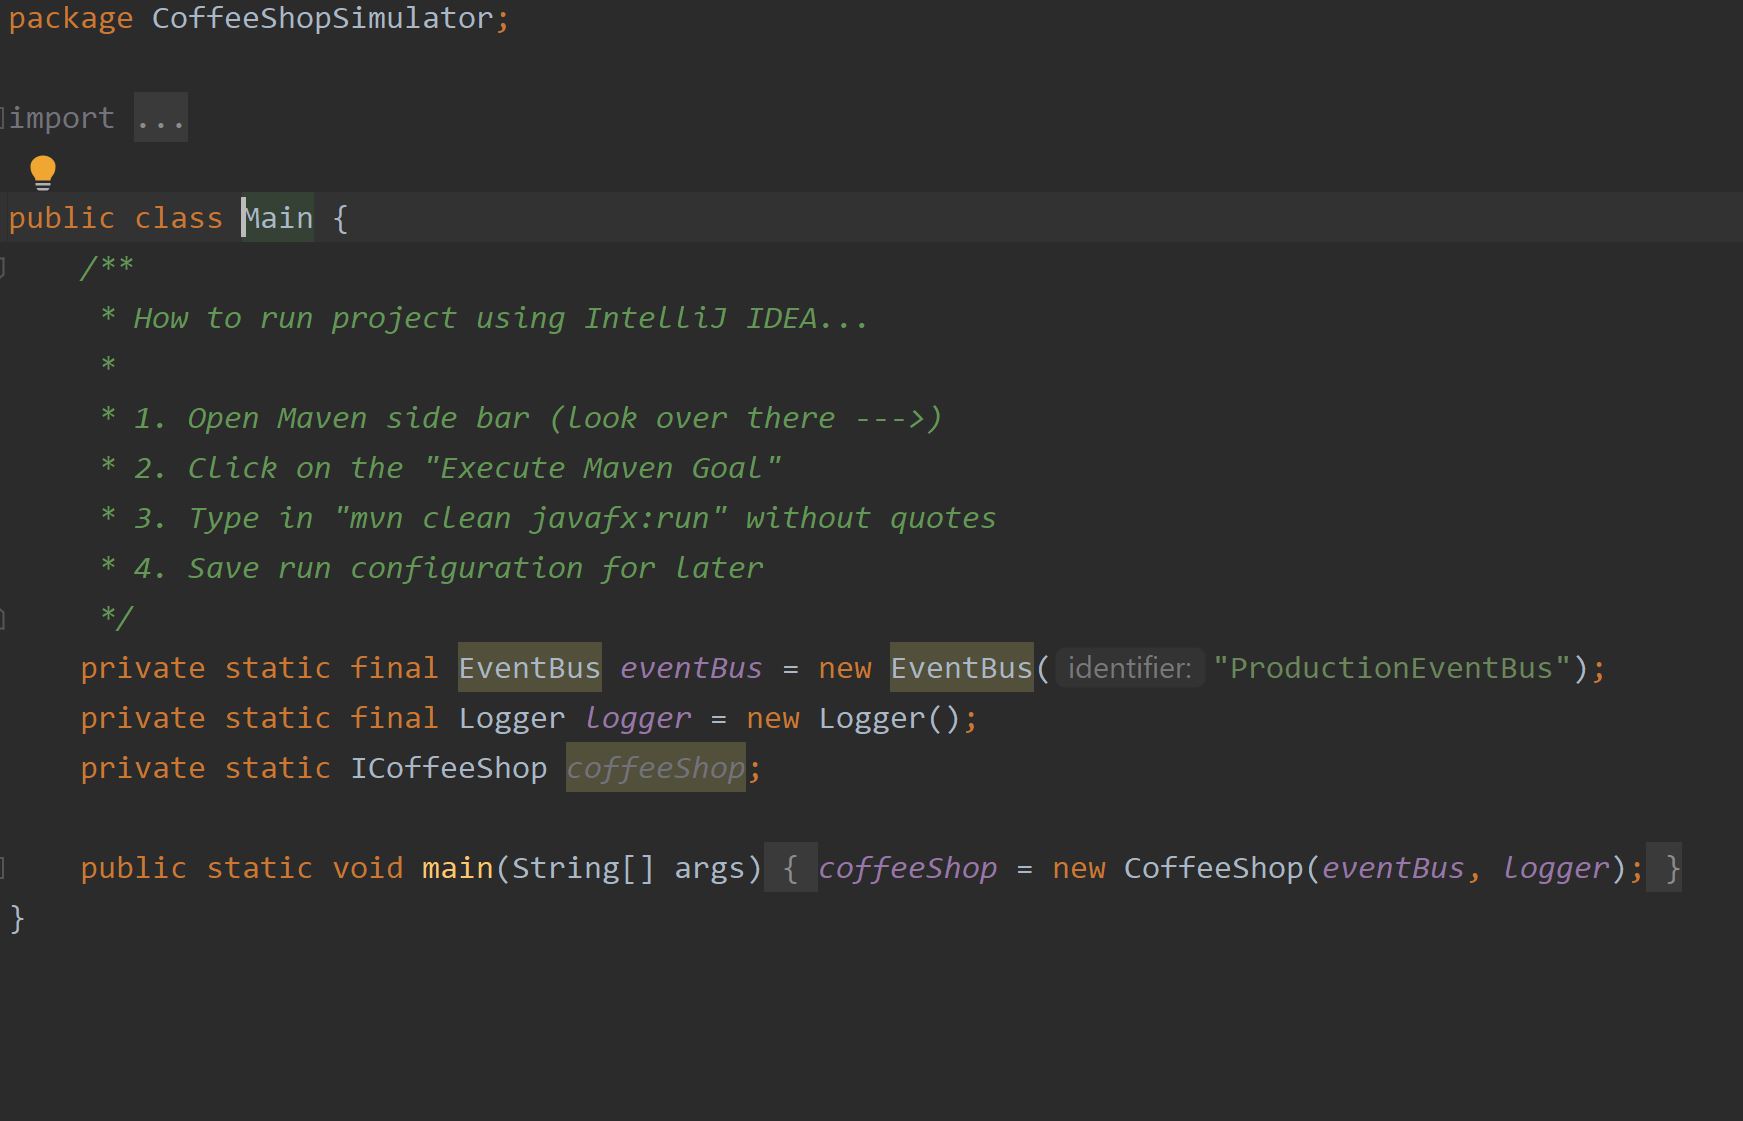 package CoffeeShopSimulator;
import ...
public class Main {
/**
* How to run project using IntelliJ IDEA...
*
* 1. Open Maven side bar (look over there --->)
* 2. Click on the "Execute Maven Goal"
* 3. Type in "mvn clean javafx:run" without quotes
* 4. Save run configuration for later
*/
private static final EventBus eventBus = new EventBus( identifier: "ProductionEventBus");
private static final Logger logger = new Logger();
private static ICoffeeShop coffeeShop;
public static void main(String[] args) { coffeeShop = new CoffeeShop(eventBus, logger); }
}